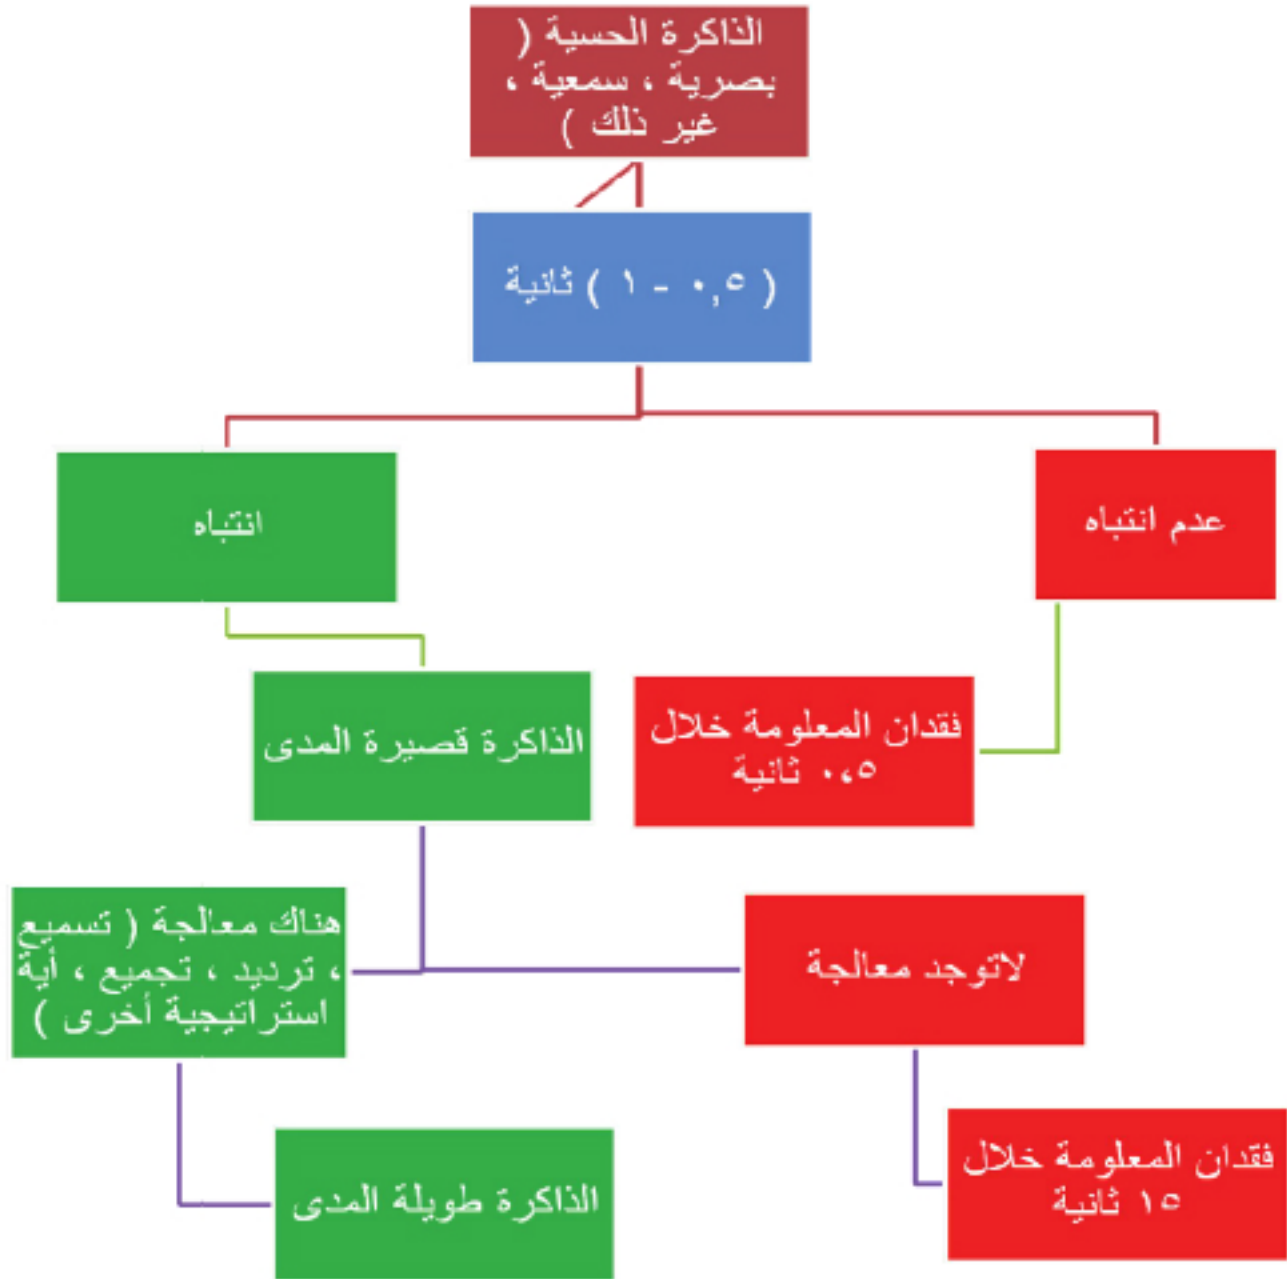 الذاكرة الحسية (
بصرية ، سمعية ،
غير ذلك )
( ٠,٥ - ١ ) ثانية
عدم انتباه
انتباه
فقدان المعلومة خلال
٠،٥ ثانية
الذاكرة قصيرة المدى
لاتوجد معالجة
هناك معالجة ( تسميع
، ترديد ، تجميع ، أية
استراتيجية أخرى )
فقدان المعلومة خلال
١٥ ثانية
الذاكرة طويلة المدى